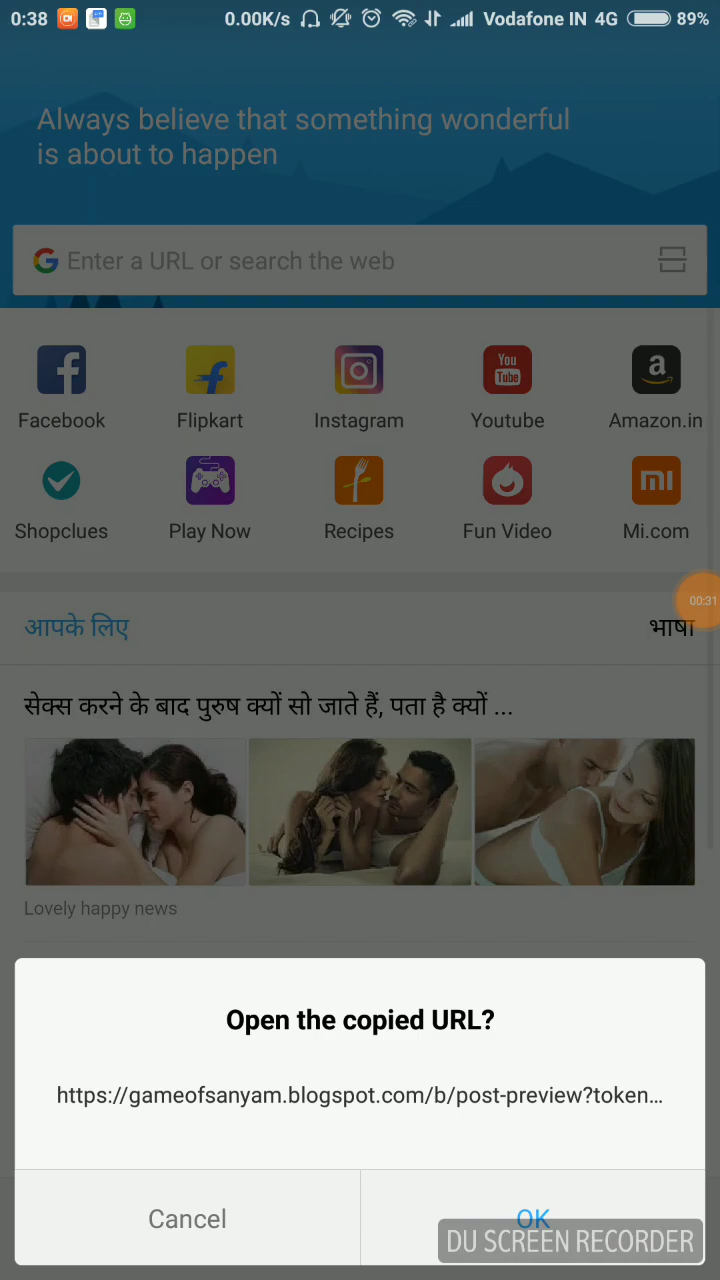 0:38 0.00K/s Vodafone IN 4G 89%
Always believe that something wonderful
is about to happen
Enter a URL or search the web
You
Tube
a
mi
Facebook Flipkart Instagram Youtube Amazon.in
Shopclues Play Now Recipes Fun Video Mi.com
00:31
आपके लिए भाषा
सेक्स करने के बाद पुरुष क्यों सो जाते हैं, पता है क्यों ...
Lovely happy news
Open the copied URL?
https://gameofsanyam.blogspot.com/b/post-preview?token...
Cancel OK
DU SCREEN RECORDER